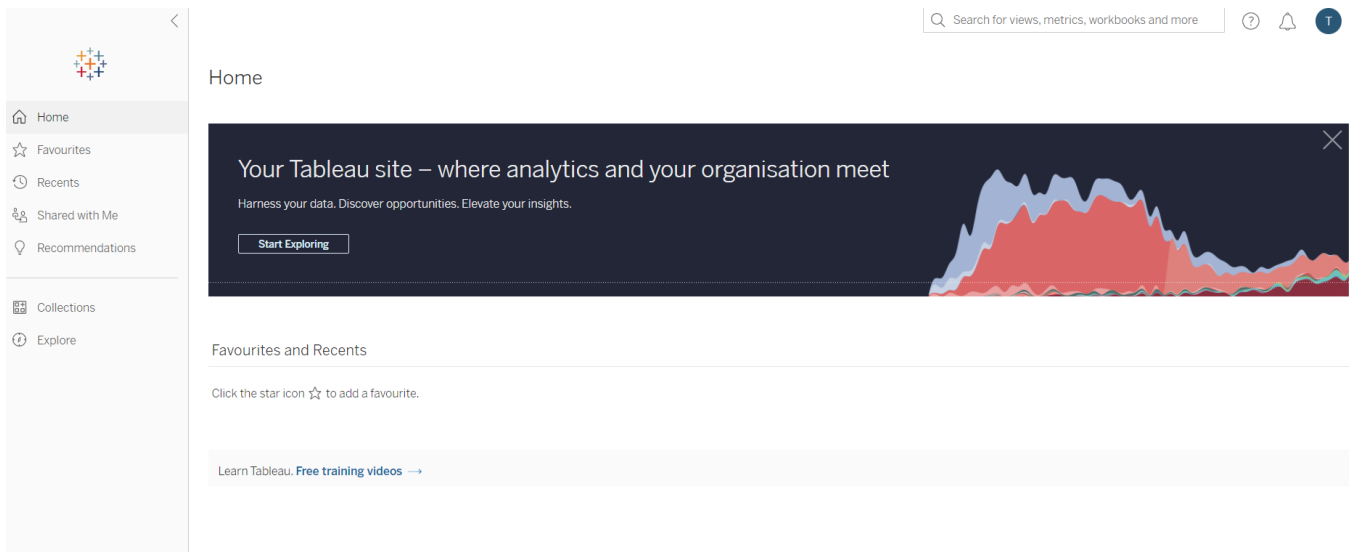 Search for views, metrics, workbooks and more
?
T
Home
Home
Favourites
Recents
Shared with Me
Recommendations
Collections
Explore
Your Tableau site – where analytics and your organisation meet
Harness your data. Discover opportunities. Elevate your insights.
Start Exploring
Favourites and Recents
Click the star icon ☆ to add a favourite.
Learn Tableau. Free training videos →